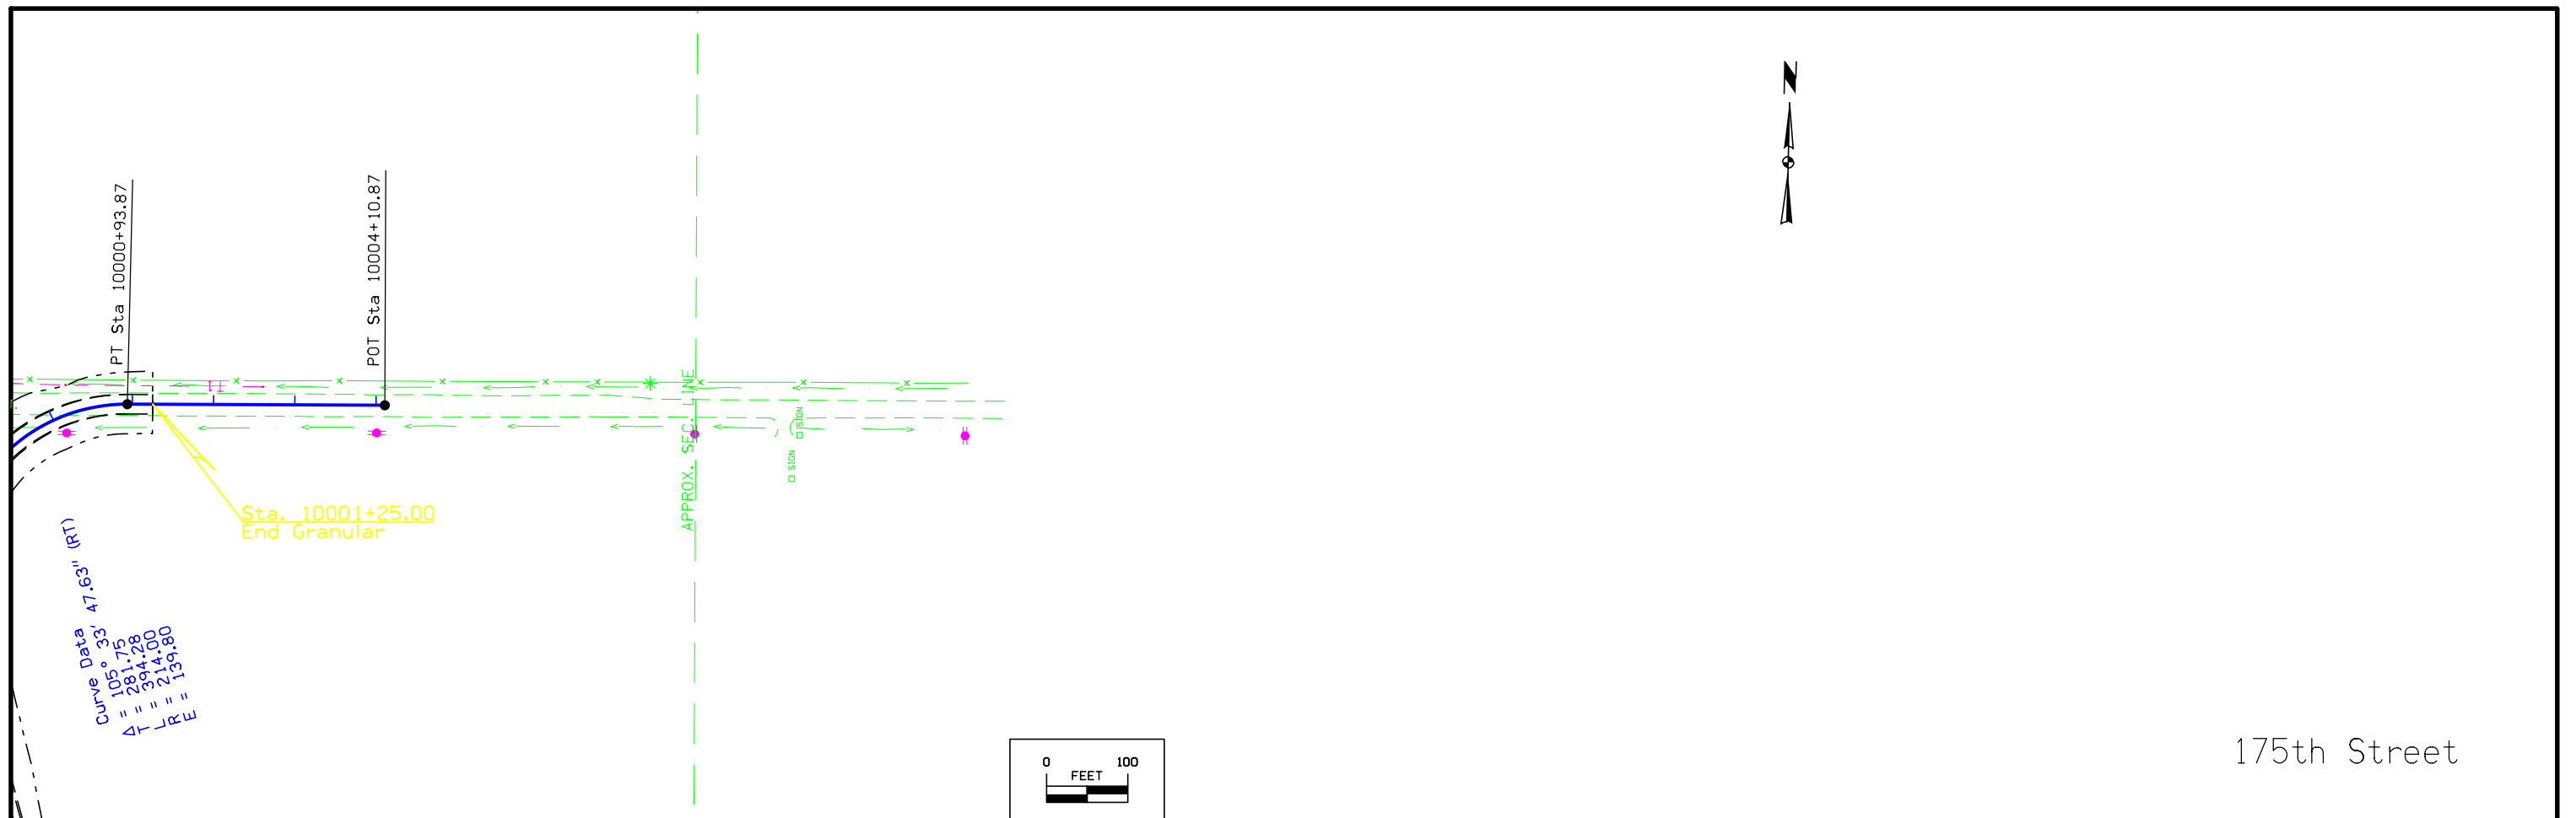 N
PT Sta 10000+93.87
POT Sta 10004+10.87
APPROX. SEC. LINE
SIGN
SIGN
Sta. 10001+25.00
End Granular
Curve Data
Δ = 105° 33' 47.63" (RT)
T = 281.75
L = 394.28
R = 214.00
E = 139.80
0 100
FEET
175th Street